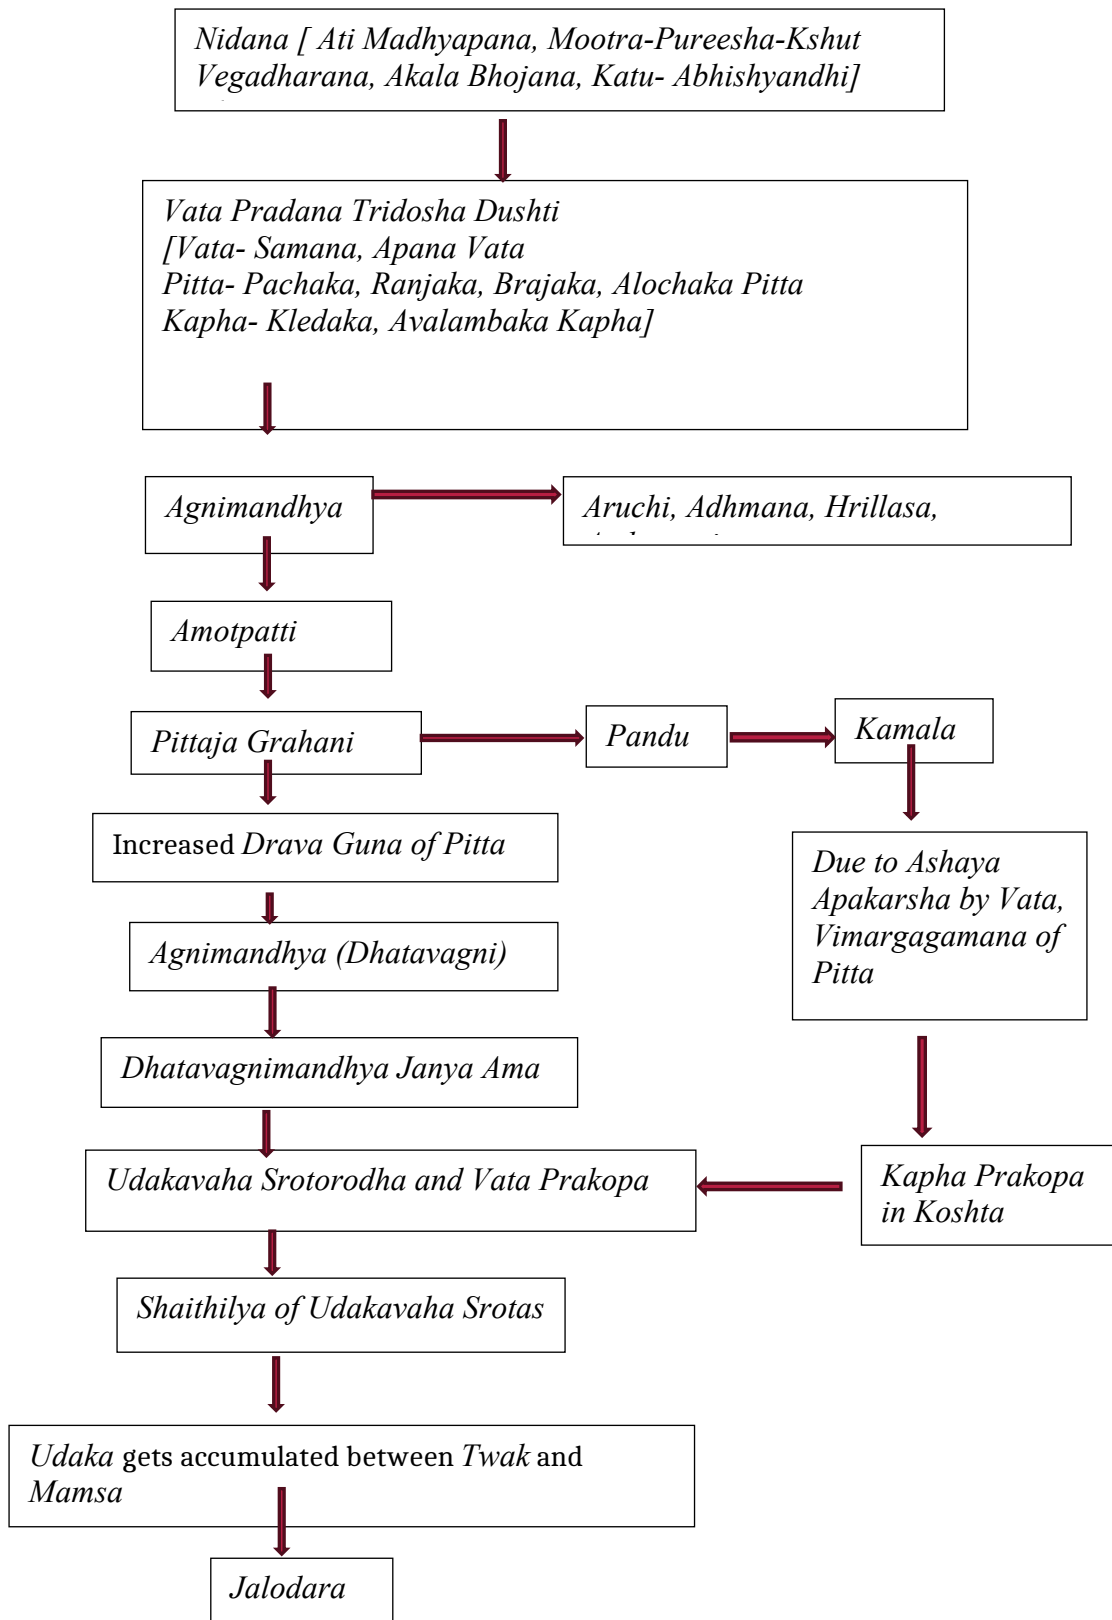 Nidana [ Ati Madhyapana, Mootra-Pureesha-Kshut
Vegadharana, Akala Bhojana, Katu- Abhishyandhi]
Vata Pradana Tridosha Dushti
[Vata- Samana, Apana Vata
Pitta- Pachaka, Ranjaka, Brajaka, Alochaka Pitta
Kapha- Kledaka, Avalambaka Kapha]
Agnimandhya
Aruchi, Adhmana, Hrillasa,
Amotpatti
Pittaja Grahani
Pandu
Kamala
Increased Drava Guna of Pitta
Due to Ashaya
Apakarsha by Vata,
Vimargagamana of
Pitta
Agnimandhya (Dhatavagni)
Dhatavagnimandhya Janya Ama
Udakavaha Srotorodha and Vata Prakopa
Kapha Prakopa
in Koshta
Shaithilya of Udakavaha Srotas
Udaka gets accumulated between Twak and
Mamsa
Jalodara